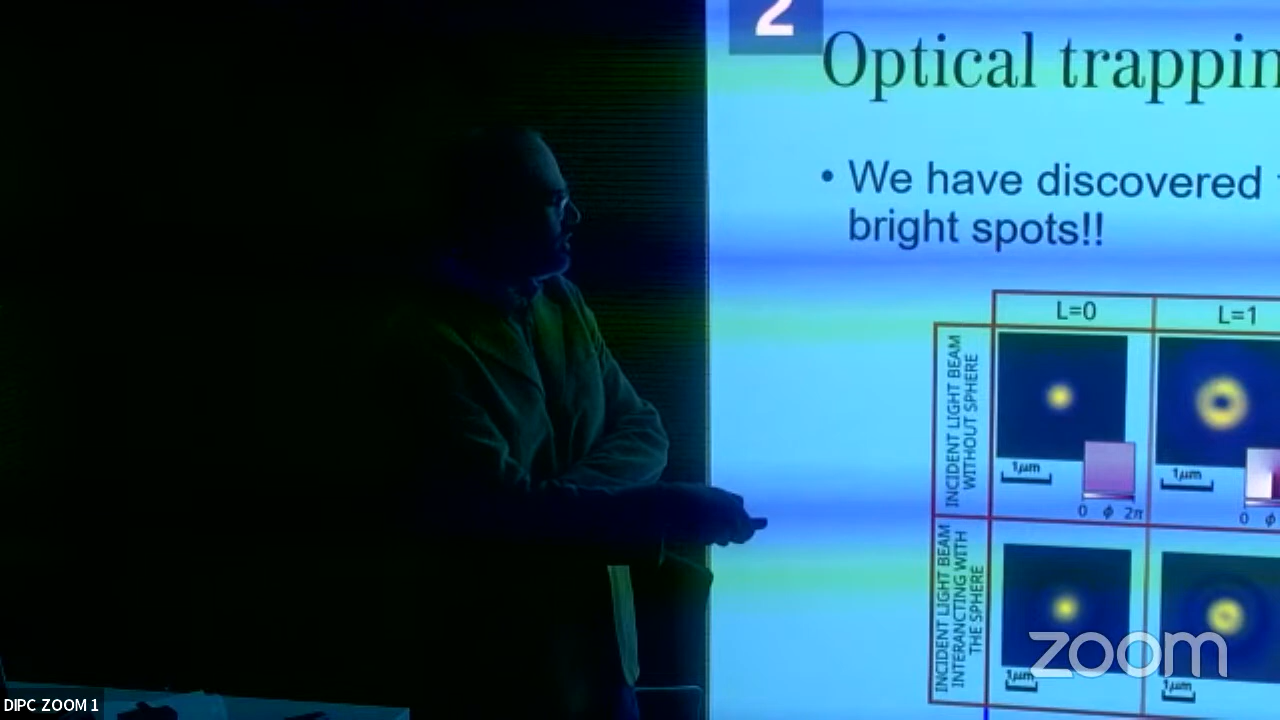 2
Optical trappin
• We have discovered
bright spots!!
L=0
L=1
INCIDENT LIGHT BEAM
WITHOUT SPHERE
1μm
0 ϕ 2π
1μm
0 ϕ
INCIDENT LIGHT BEAM
INTERANCTING WITH
THE SPHERE
1μm
1μm
zoom
DIPC ZOOM 1